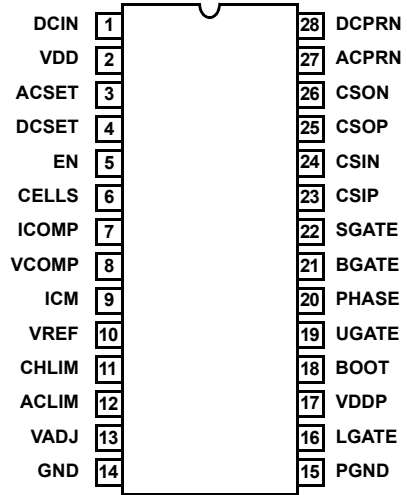 DCIN 1 28 DCPRN
VDD 2 27 ACPRN
ACSET 3 26 CSON
DCSET 4 25 CSOP
EN 5 24 CSIN
CELLS 6 23 CSIP
ICOMP 7 22 SGATE
VCOMP 8 21 BGATE
ICM 9 20 PHASE
VREF 10 19 UGATE
CHLIM 11 18 BOOT
ACLIM 12 17 VDDP
VADJ 13 16 LGATE
GND 14 15 PGND